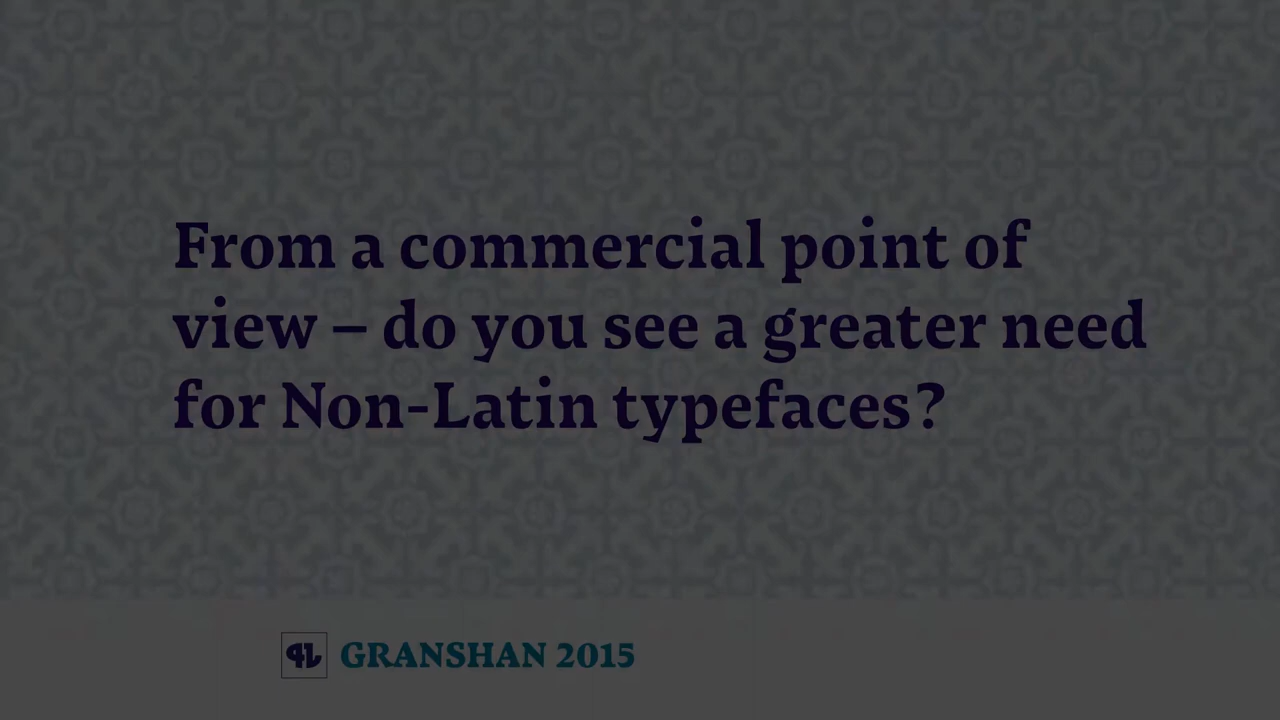 From a commercial point of
view – do you see a greater need
for Non-Latin typefaces?
GRANSHAN 2015